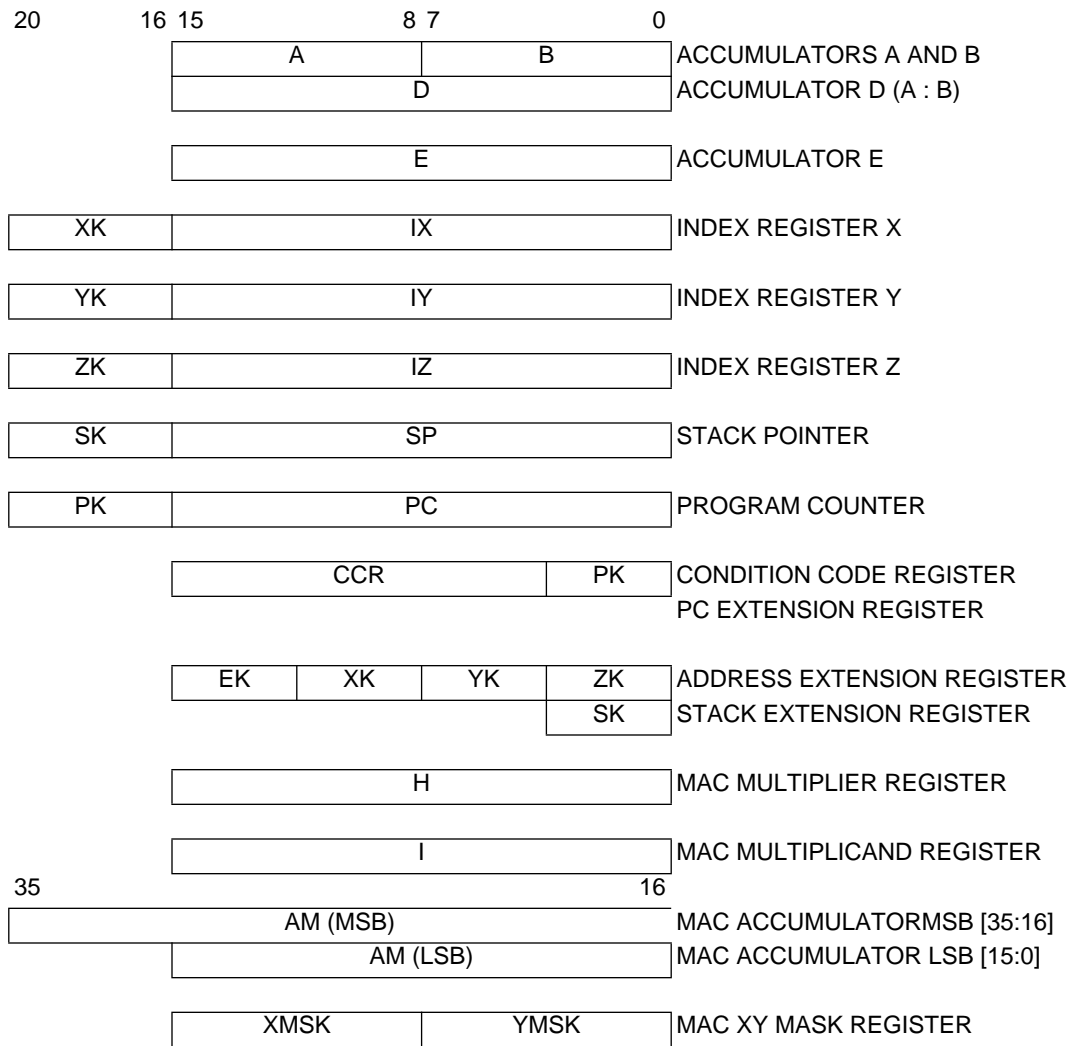 20 16 15 8 7 0
A B ACCUMULATORS A AND B
D ACCUMULATOR D (A : B)
E ACCUMULATOR E
XK IX INDEX REGISTER X
YK IY INDEX REGISTER Y
ZK IZ INDEX REGISTER Z
SK SP STACK POINTER
PK PC PROGRAM COUNTER
CCR PK CONDITION CODE REGISTER
PC EXTENSION REGISTER
EK XK YK ZK ADDRESS EXTENSION REGISTER
SK STACK EXTENSION REGISTER
H MAC MULTIPLIER REGISTER
I MAC MULTIPLICAND REGISTER
35 16
AM (MSB) MAC ACCUMULATORMSB [35:16]
AM (LSB) MAC ACCUMULATOR LSB [15:0]
XMSK YMSK MAC XY MASK REGISTER